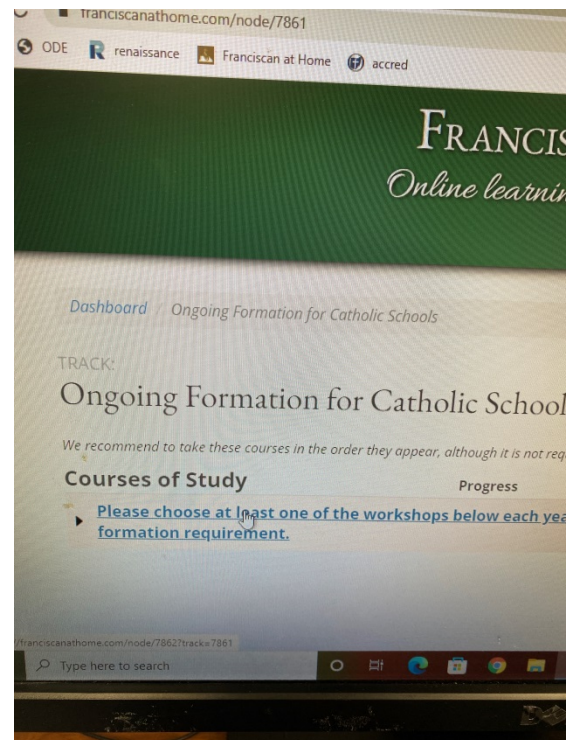 franciscanathome.com/node/7861
ODE renaissance Franciscan at Home accred
FRANCIS
Online learnin
Dashboard / Ongoing Formation for Catholic Schools
TRACK:
Ongoing Formation for Catholic School
We recommend to take these courses in the order they appear, although it is not req
Courses of Study Progress
Please choose at least one of the workshops below each yea
formation requirement.
/franciscanathome.com/node/7862?track=7861
Type here to search